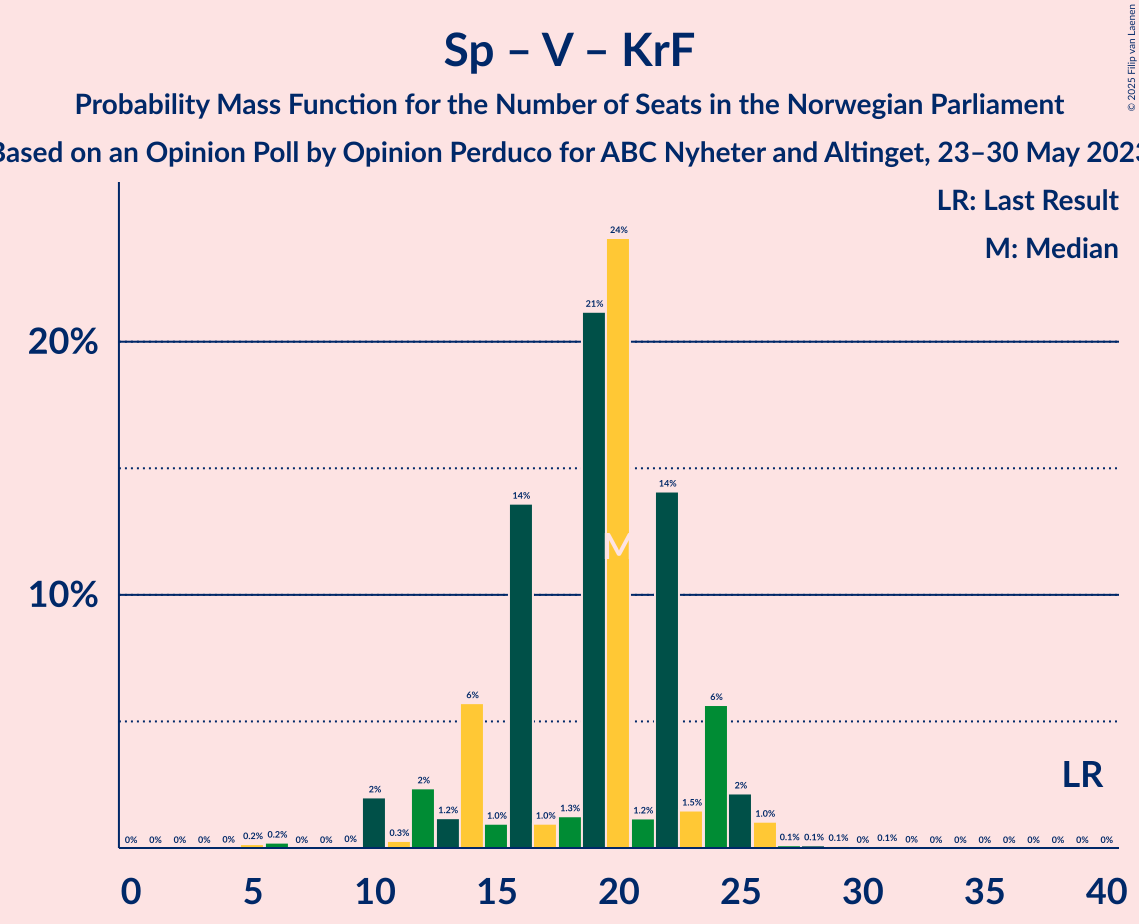 Sp – V – KrF
Probability Mass Function for the Number of Seats in the Norwegian Parliament
Based on an Opinion Poll by Opinion Perduco for ABC Nyheter and Altinget, 23–30 May 2023
© 2025 Filip van Laenen
LR: Last Result
M: Median
20%
10%
0% 0% 0% 0% 0% 0.2% 0.2% 0% 0% 0% 2% 0.3% 2% 1.2% 6% 1.0% 14% 1.0% 1.3% 21% 24% 1.2% 14% 1.5% 6% 2% 1.0% 0.1% 0.1% 0.1% 0% 0.1% 0% 0% 0% 0% 0% 0% 0% 0% 0%
M
LR
0 5 10 15 20 25 30 35 40